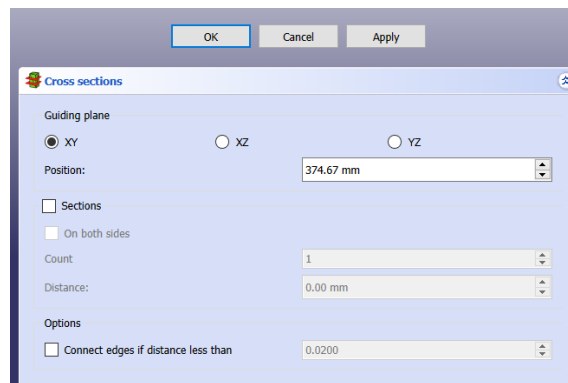 OK Cancel Apply
Cross sections
Guiding plane
XY XZ YZ
Position: 374.67 mm
Sections
On both sides
Count 1
Distance: 0.00 mm
Options
Connect edges if distance less than 0.0200